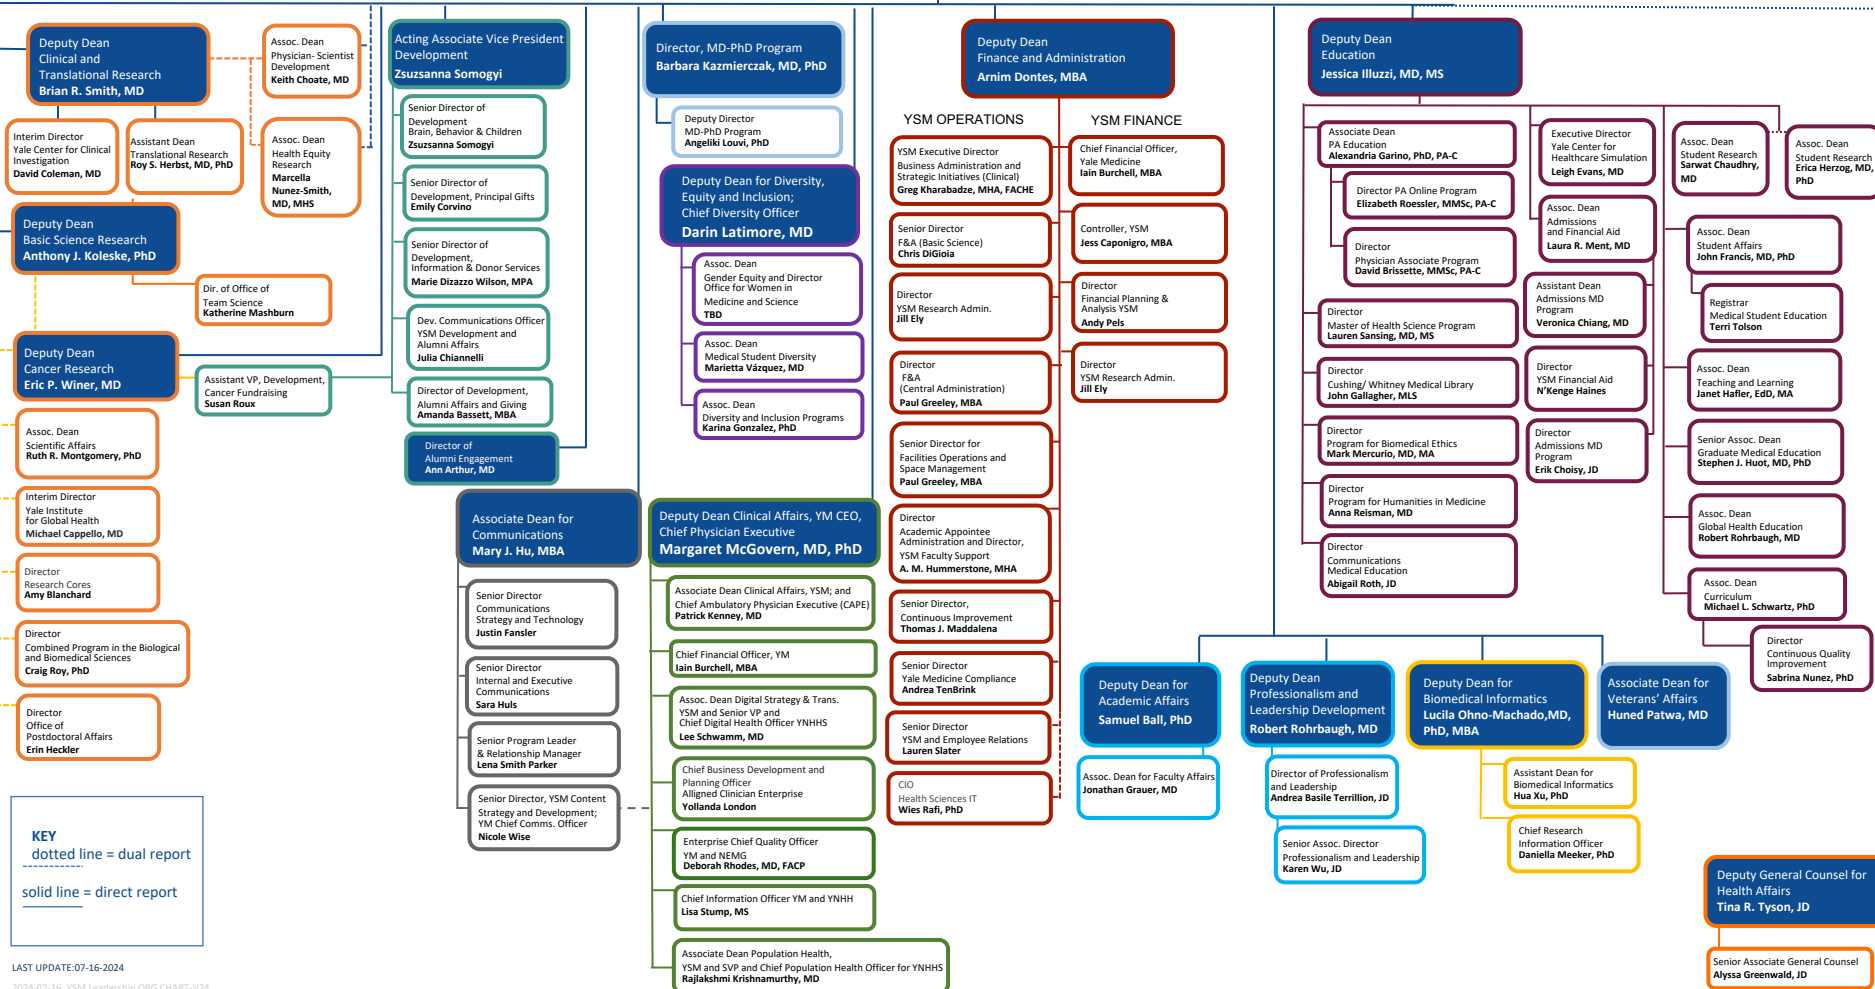 Deputy Dean
Clinical and
Translational Research
Brian R. Smith, MD
Assoc. Dean
Physician- Scientist
Development
Keith Choate, MD
Interim Director
Yale Center for Clinical
Investigation
David Coleman, MD
Assistant Dean
Translational Research
Roy S. Herbst, MD, PhD
Assoc. Dean
Health Equity
Research
Marcella
Nunez-Smith,
MD, MHS
Deputy Dean
Basic Science Research
Anthony J. Koleske, PhD
Dir. of Office of
Team Science
Katherine Mashburn
Deputy Dean
Cancer Research
Eric P. Winer, MD
Assistant VP, Development,
Cancer Fundraising
Susan Roux
Assoc. Dean
Scientific Affairs
Ruth R. Montgomery, PhD
Interim Director
Yale Institute
for Global Health
Michael Cappello, MD
Director
Research Cores
Amy Blanchard
Director
Combined Program in the Biological
and Biomedical Sciences
Craig Roy, PhD
Director
Office of
Postdoctoral Affairs
Erin Heckler
KEY
dotted line = dual report
solid line = direct report
LAST UPDATE:07-16-2024
2024-07-16_YSM Leadership ORG CHART-V24
Acting Associate Vice President
Development
Zsuzsanna Somogyi
Senior Director of
Development
Brain, Behavior & Children
Zsuzsanna Somogyi
Senior Director of
Development, Principal Gifts
Emily Corvino
Senior Director of
Development,
Information & Donor Services
Marie Dizazzo Wilson, MPA
Dev. Communications Officer
YSM Development and
Alumni Affairs
Julia Chiannelli
Director of Development,
Alumni Affairs and Giving
Amanda Bassett, MBA
Director of
Alumni Engagement
Ann Arthur, MD
Associate Dean for
Communications
Mary J. Hu, MBA
Senior Director
Communications
Strategy and Technology
Justin Fansler
Senior Director
Internal and Executive
Communications
Sara Huls
Senior Program Leader
& Relationship Manager
Lena Smith Parker
Senior Director, YSM Content
Strategy and Development;
YM Chief Comms. Officer
Nicole Wise
Director, MD-PhD Program
Barbara Kazmierczak, MD, PhD
Deputy Director
MD-PhD Program
Angeliki Louvi, PhD
Deputy Dean for Diversity,
Equity and Inclusion;
Chief Diversity Officer
Darin Latimore, MD
Assoc. Dean
Gender Equity and Director
Office for Women in
Medicine and Science
TBD
Assoc. Dean
Medical Student Diversity
Marietta Vázquez, MD
Assoc. Dean
Diversity and Inclusion Programs
Karina Gonzalez, PhD
Deputy Dean Clinical Affairs, YM CEO,
Chief Physician Executive
Margaret McGovern, MD, PhD
Associate Dean Clinical Affairs, YSM; and
Chief Ambulatory Physician Executive (CAPE)
Patrick Kenney, MD
Chief Financial Officer, YM
Iain Burchell, MBA
Assoc. Dean Digital Strategy & Trans.
YSM and Senior VP and
Chief Digital Health Officer YNHHS
Lee Schwamm, MD
Chief Business Development and
Planning Officer
Alligned Clinician Enterprise
Yollanda London
Enterprise Chief Quality Officer
YM and NEMG
Deborah Rhodes, MD, FACP
Chief Information Officer YM and YNHH
Lisa Stump, MS
Associate Dean Population Health,
YSM and SVP and Chief Population Health Officer for YNHHS
Rajlakshmi Krishnamurthy, MD
Deputy Dean
Finance and Administration
Arnim Dontes, MBA
YSM OPERATIONS
YSM Executive Director
Business Administration and
Strategic Initiatives (Clinical)
Greg Kharabadze, MHA, FACHE
Senior Director
F&A (Basic Science)
Chris DiGioia
Director
YSM Research Admin.
Jill Ely
Director
F&A
(Central Administration)
Paul Greeley, MBA
Senior Director for
Facilities Operations and
Space Management
Paul Greeley, MBA
Director
Academic Appointee
Administration and Director,
YSM Faculty Support
A. M. Hummerstone, MHA
Senior Director,
Continuous Improvement
Thomas J. Maddalena
Senior Director
Yale Medicine Compliance
Andrea TenBrink
Senior Director
YSM and Employee Relations
Lauren Slater
CIO
Health Sciences IT
Wies Rafi, PhD
YSM FINANCE
Chief Financial Officer,
Yale Medicine
Iain Burchell, MBA
Controller, YSM
Jess Caponigro, MBA
Director
Financial Planning &
Analysis YSM
Andy Pels
Director
YSM Research Admin.
Jill Ely
Deputy Dean
Education
Jessica Illuzzi, MD, MS
Associate Dean
PA Education
Alexandria Garino, PhD, PA-C
Director PA Online Program
Elizabeth Roessler, MMSc, PA-C
Director
Physician Associate Program
David Brissette, MMSc, PA-C
Director
Master of Health Science Program
Lauren Sansing, MD, MS
Director
Cushing/ Whitney Medical Library
John Gallagher, MLS
Director
Program for Biomedical Ethics
Mark Mercurio, MD, MA
Director
Program for Humanities in Medicine
Anna Reisman, MD
Director
Communications
Medical Education
Abigail Roth, JD
Executive Director
Yale Center for
Healthcare Simulation
Leigh Evans, MD
Assoc. Dean
Admissions
and Financial Aid
Laura R. Ment, MD
Assistant Dean
Admissions MD
Program
Veronica Chiang, MD
Director
YSM Financial Aid
N'Kenge Haines
Director
Admissions MD
Program
Erik Choisy, JD
Assoc. Dean
Student Research
Sarwat Chaudhry,
MD
Assoc. Dean
Student Research
Erica Herzog, MD,
PhD
Assoc. Dean
Student Affairs
John Francis, MD, PhD
Registrar
Medical Student Education
Terri Tolson
Assoc. Dean
Teaching and Learning
Janet Hafler, EdD, MA
Senior Assoc. Dean
Graduate Medical Education
Stephen J. Huot, MD, PhD
Assoc. Dean
Global Health Education
Robert Rohrbaugh, MD
Assoc. Dean
Curriculum
Michael L. Schwartz, PhD
Director
Continuous Quality
Improvement
Sabrina Nunez, PhD
Deputy Dean for
Academic Affairs
Samuel Ball, PhD
Assoc. Dean for Faculty Affairs
Jonathan Grauer, MD
Deputy Dean
Professionalism and
Leadership Development
Robert Rohrbaugh, MD
Director of Professionalism
and Leadership
Andrea Basile Terrillion, JD
Senior Assoc. Director
Professionalism and Leadership
Karen Wu, JD
Deputy Dean for
Biomedical Informatics
Lucila Ohno-Machado,MD,
PhD, MBA
Assistant Dean for
Biomedical Informatics
Hua Xu, PhD
Chief Research
Information Officer
Daniella Meeker, PhD
Associate Dean for
Veterans' Affairs
Huned Patwa, MD
Deputy General Counsel for
Health Affairs
Tina R. Tyson, JD
Senior Associate General Counsel
Alyssa Greenwald, JD